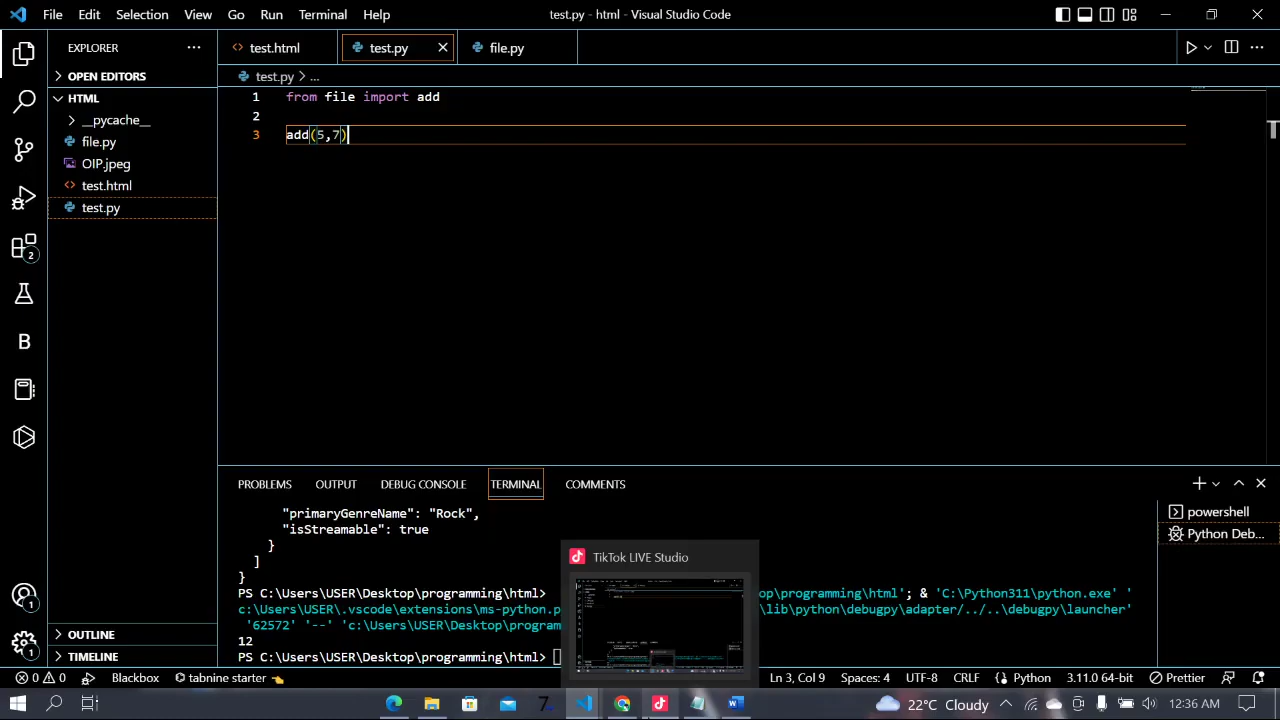 File Edit Selection View Go Run Terminal Help test.py - html - Visual Studio Code
EXPLORER
test.html test.py file.py
OPEN EDITORS
test.py > ...
HTML
__pycache__
file.py
OIP.jpeg
test.html
test.py
1 from file import add
2
3 add(5,7)
PROBLEMS OUTPUT DEBUG CONSOLE TERMINAL COMMENTS
"primaryGenreName": "Rock",
"isStreamable": true
}
]
}
PS C:\Users\USER\Desktop\programming\html> op\programming\html'; & 'C:\Python311\python.exe' '
c:\Users\USER\.vscode\extensions\ms-python.p \lib\python\debugpy\adapter/../..\debugpy\launcher'
'62572' '--' 'c:\Users\USER\Desktop\program
12
PS C:\Users\USER\Desktop\programming\html>
powershell
Python Deb...
TikTok LIVE Studio
2
B
1
OUTLINE
1
TIMELINE
0 0 Blackbox tabnine starter Ln 3, Col 9 Spaces: 4 UTF-8 CRLF Python 3.11.0 64-bit Prettier
22°C Cloudy 12:36 AM